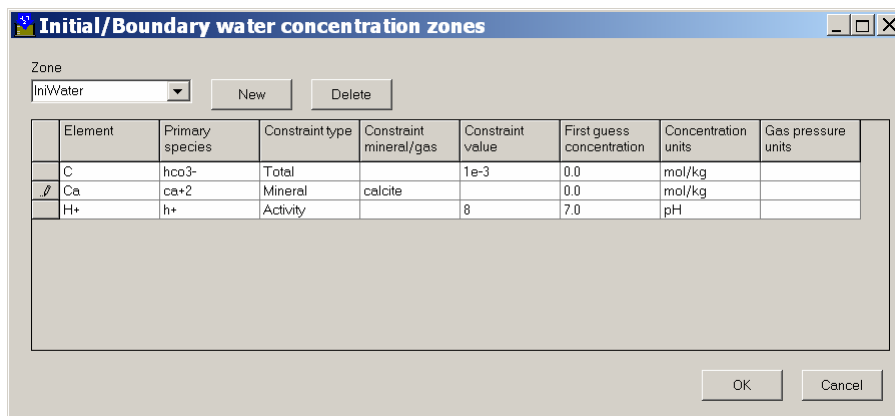 Initial/Boundary water concentration zones
Zone
IniWater New Delete
Element Primary species Constraint type Constraint mineral/gas Constraint value First guess concentration Concentration units Gas pressure units
C hco3- Total 1e-3 0.0 mol/kg
Ca ca+2 Mineral calcite 0.0 mol/kg
H+ h+ Activity 8 7.0 pH
OK Cancel